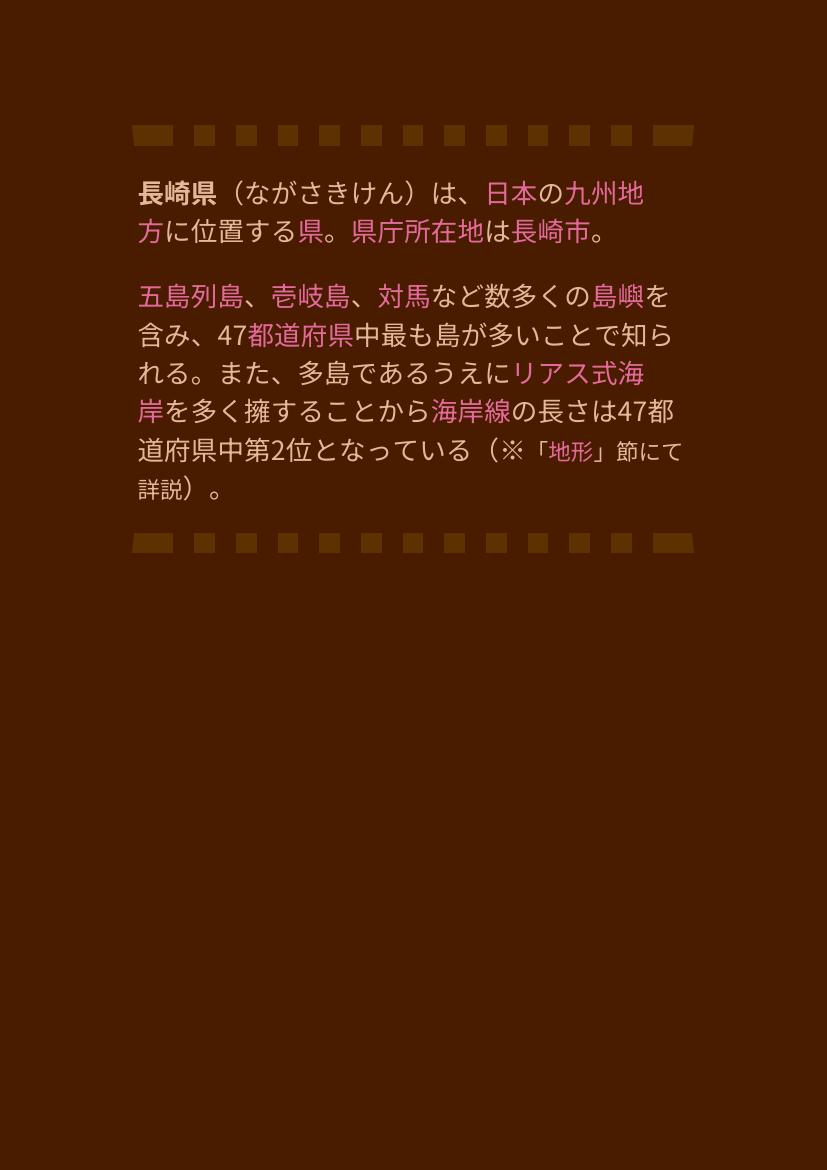 長崎県（ながさきけん）は、日本の九州地
方に位置する県。県庁所在地は長崎市。
五島列島、壱岐島、対馬など数多くの島嶼を
含み、47都道府県中最も島が多いことで知ら
れる。また、多島であるうえにリアス式海
岸を多く擁することから海岸線の長さは47都
道府県中第2位となっている（※「地形」節にて
詳説）。